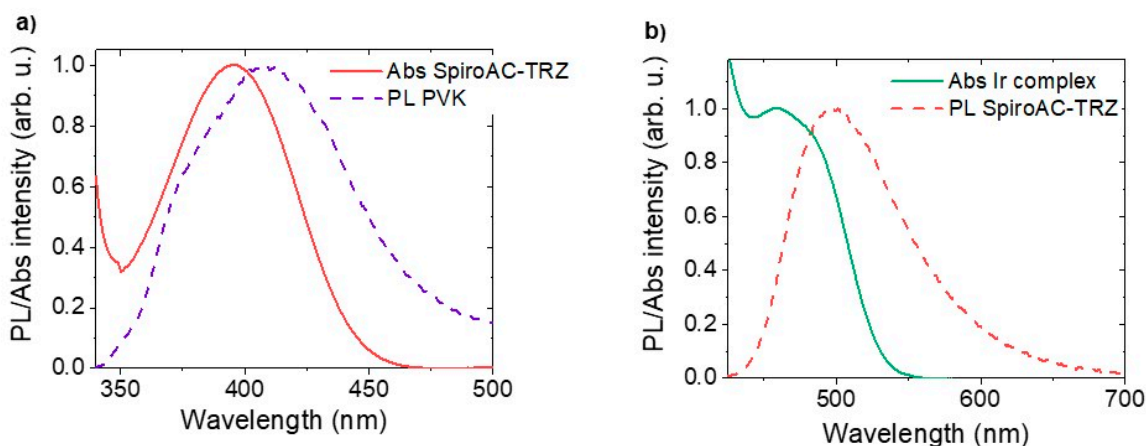 a)
PL/Abs intensity (arb. u.)
1.0
0.8
0.6
0.4
0.2
0.0
Abs SpiroAC-TRZ
PL PVK
350
400
450
500
Wavelength (nm)
b)
PL/Abs intensity (arb. u.)
1.0
0.8
0.6
0.4
0.2
0.0
Abs Ir complex
PL SpiroAC-TRZ
500
600
700
Wavelength (nm)